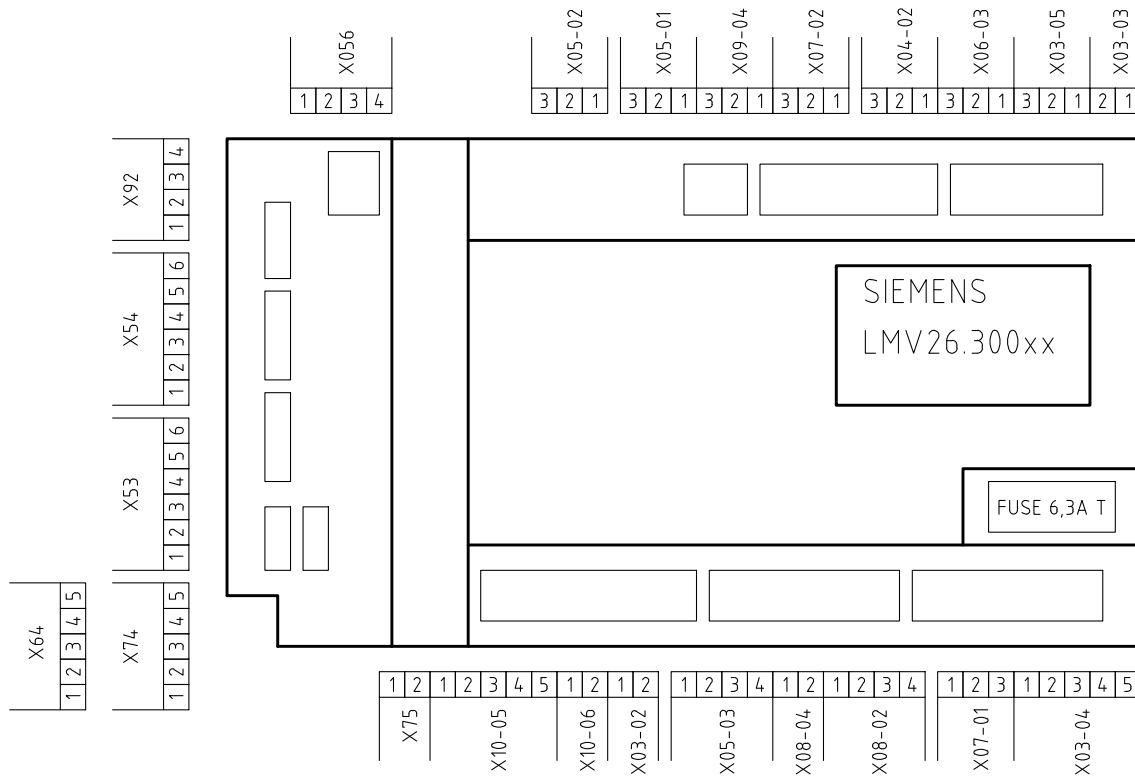 X056
1 2 3 4
X05-02
3 2 1
X05-01
3 2 1
X09-04
3 2 1
X07-02
3 2 1
X04-02
3 2 1
X06-03
3 2 1
X03-05
3 2 1
X03-03
2 1
X92
1 2 3 4
X54
1 2 3 4 5 6
X53
1 2 3 4 5 6
X64
1 2 3 4 5
X74
1 2 3 4 5
SIEMENS
LMV26.300xx
FUSE 6,3A T
1 2
X75
1 2 3 4 5
X10-05
1 2
X10-06
1 2
X03-02
1 2 3 4
X05-03
1 2
X08-04
1 2 3 4
X08-02
1 2 3
X07-01
1 2 3 4 5
X03-04